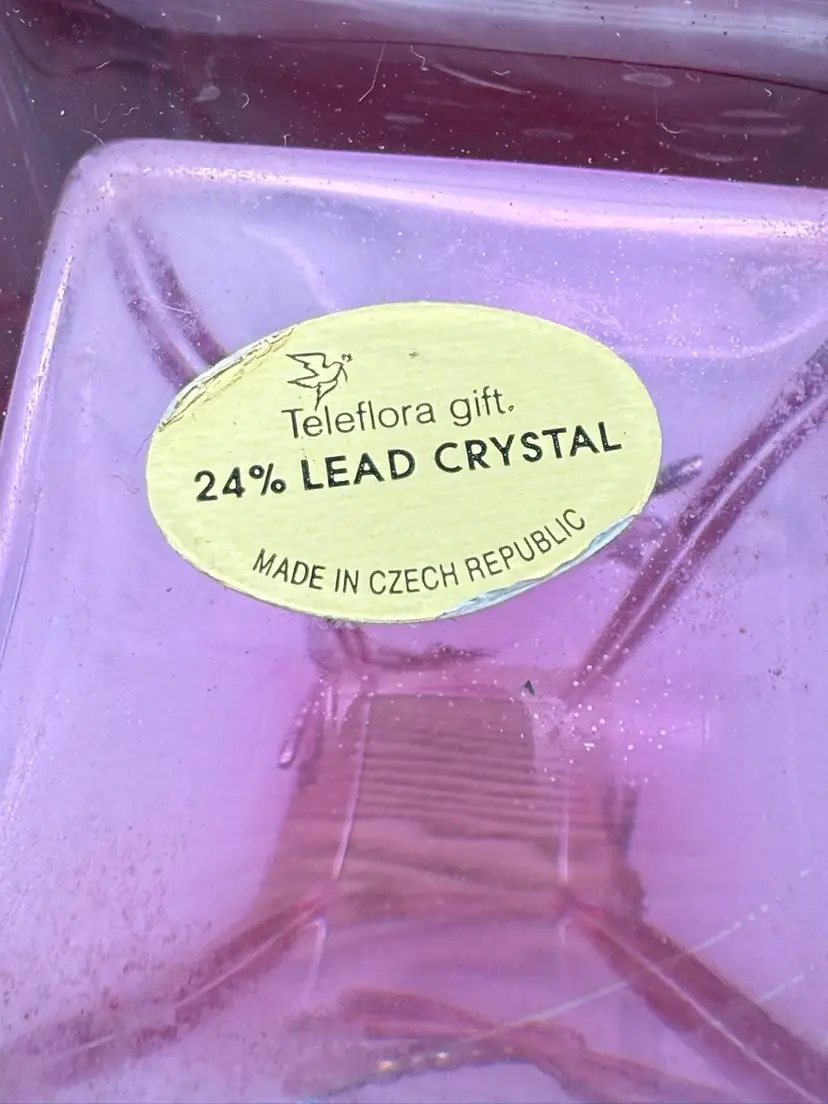 Teleflora gift.
24% LEAD CRYSTAL
MADE IN CZECH REPUBLIC